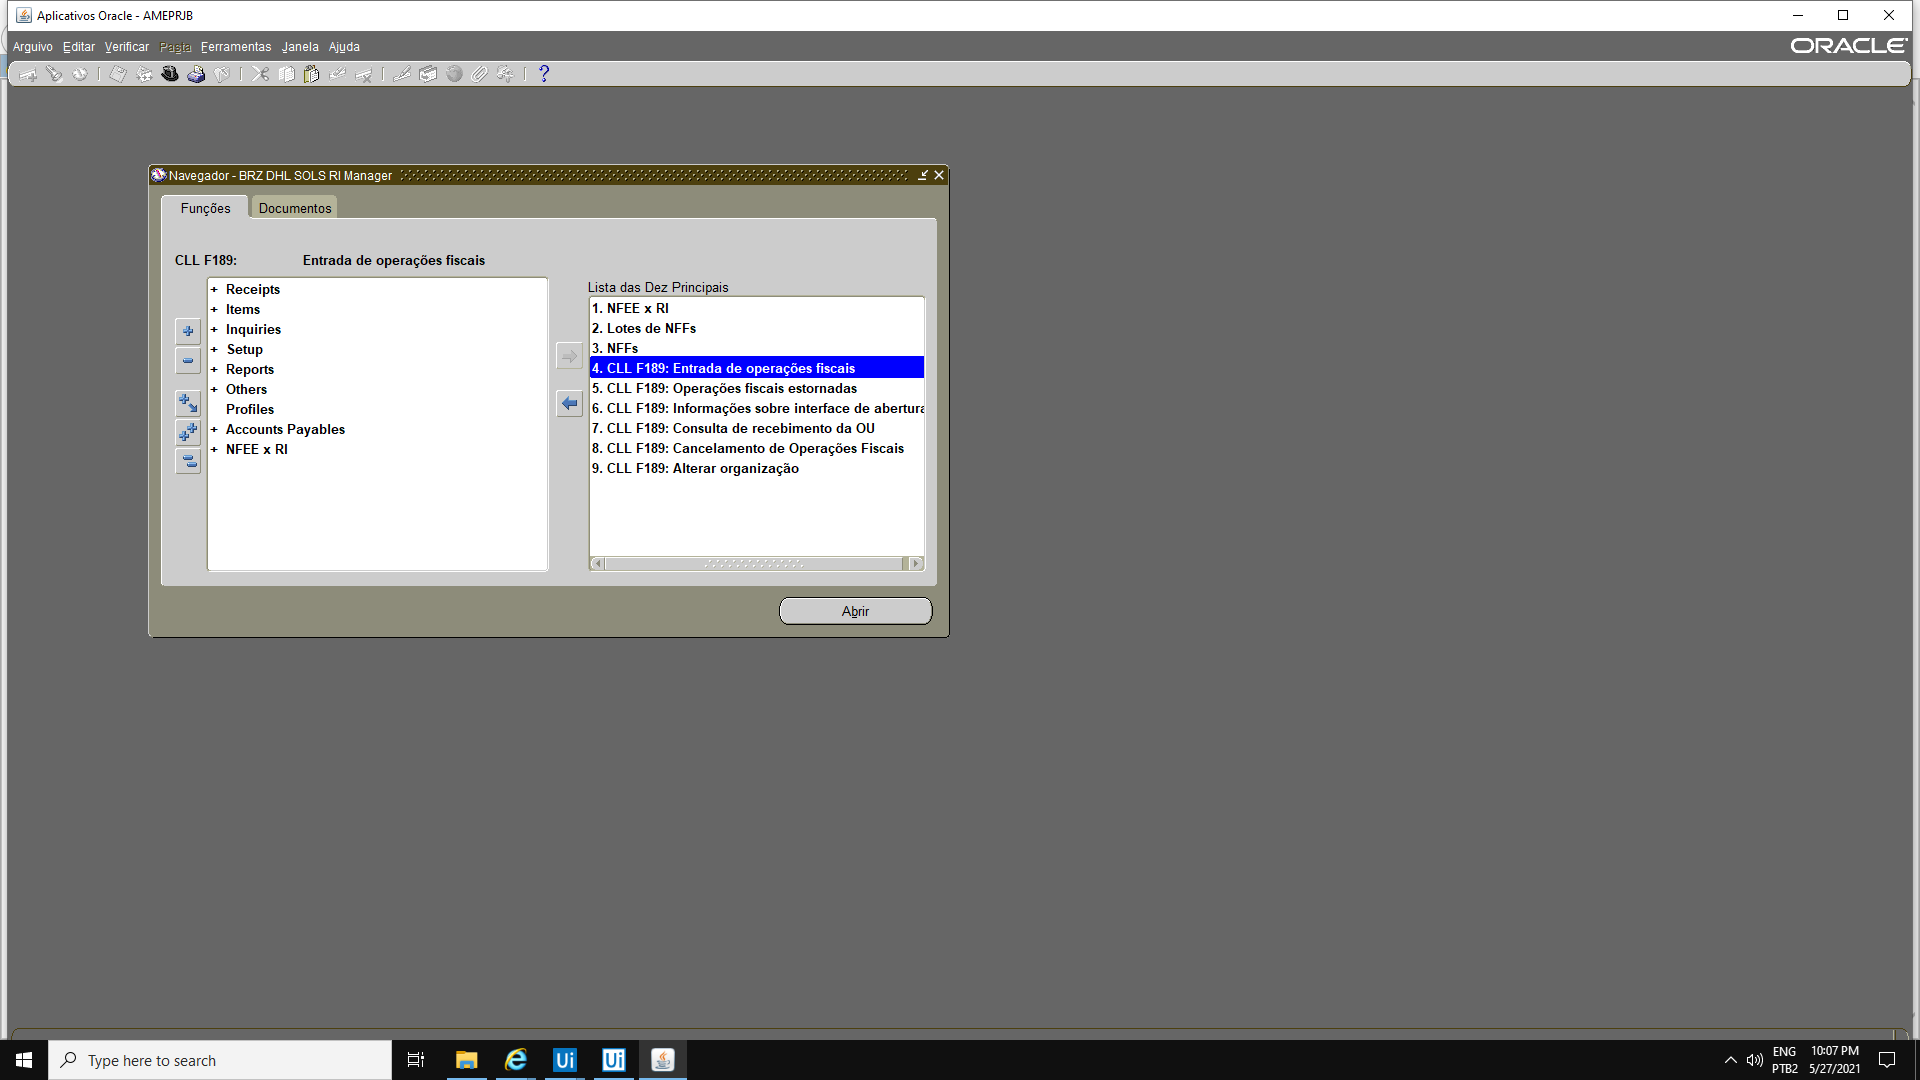 Aplicativos Oracle - AMEPRJB
Arquivo Editar Verificar Pasta Ferramentas Janela Ajuda
ORACLE
?
Navegador - BRZ DHL SOLS RI Manager
Funções Documentos
CLL F189: Entrada de operações fiscais
+ Receipts
+ Items
+ Inquiries
+ Setup
+ Reports
+ Others
Profiles
+ Accounts Payables
+ NFEE x RI
Lista das Dez Principais
1. NFEE x RI
2. Lotes de NFFs
3. NFFs
4. CLL F189: Entrada de operações fiscais
5. CLL F189: Operações fiscais estornadas
6. CLL F189: Informações sobre interface de abertura
7. CLL F189: Consulta de recebimento da OU
8. CLL F189: Cancelamento de Operações Fiscais
9. CLL F189: Alterar organização
Abrir
Type here to search
Ui
Ui
ENG
PTB2
10:07 PM
5/27/2021